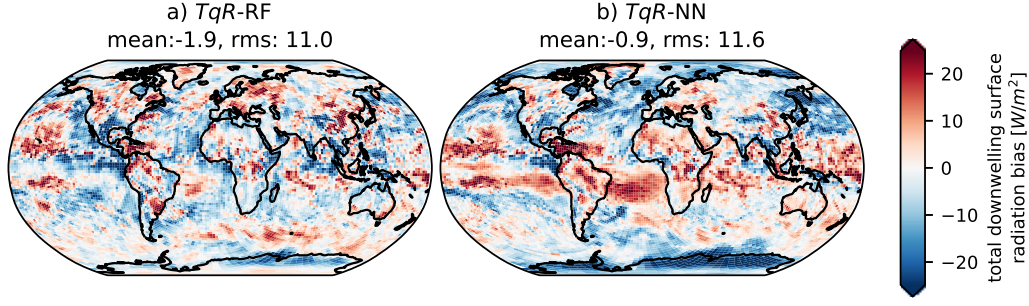 a) TqR-RF
mean:-1.9, rms: 11.0
b) TqR-NN
mean:-0.9, rms: 11.6
20
10
0
−10
−20
total downwelling surface
radiation bias [W/m²]